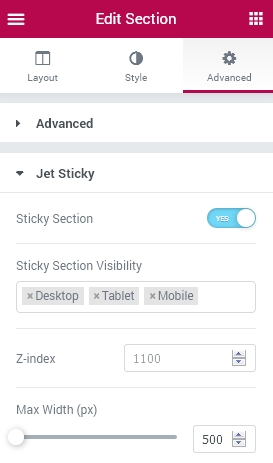 Edit Section
Layout Style Advanced
Advanced
Jet Sticky
Sticky Section YES
Sticky Section Visibility
×Desktop ×Tablet ×Mobile
Z-index 1100
Max Width (px)
500